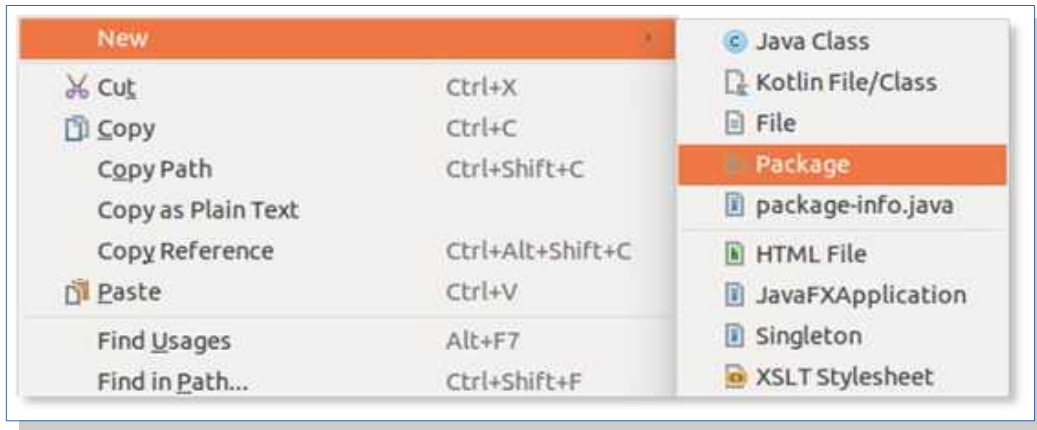 New
Cut Ctrl+X
Copy Ctrl+C
Copy Path Ctrl+Shift+C
Copy as Plain Text
Copy Reference Ctrl+Alt+Shift+C
Paste Ctrl+V
Find Usages Alt+F7
Find in Path... Ctrl+Shift+F
Java Class
Kotlin File/Class
File
Package
package-info.java
HTML File
JavaFXApplication
Singleton
XSLT Stylesheet